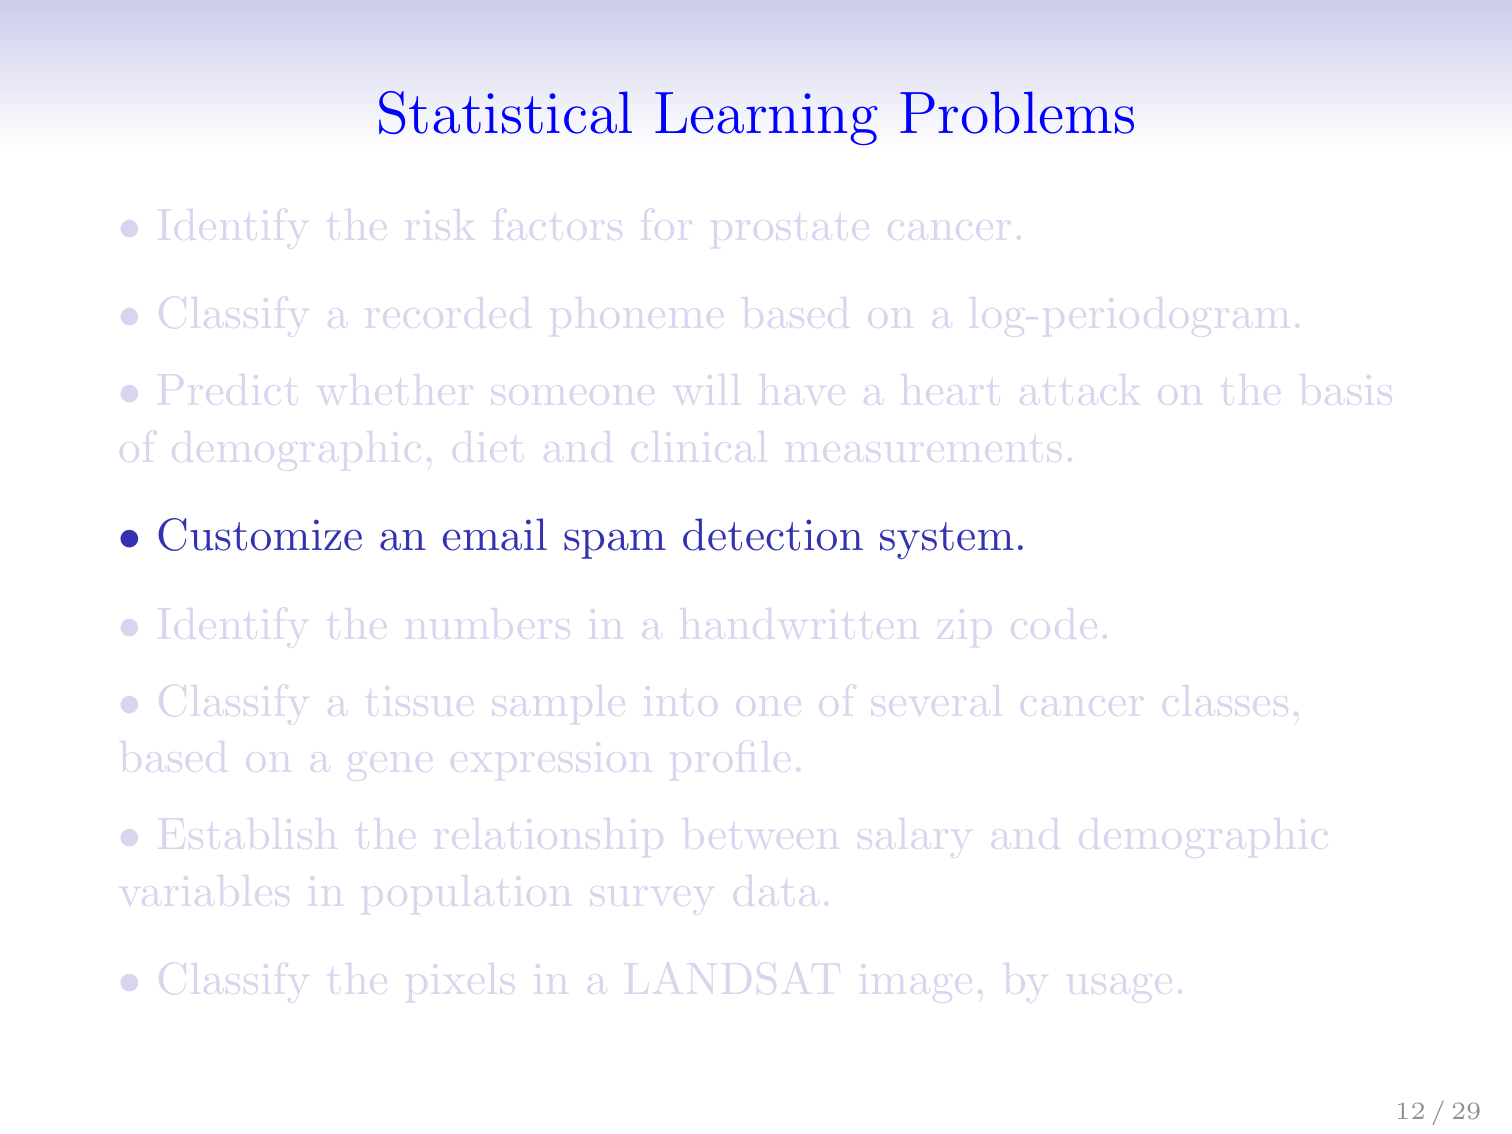 Statistical Learning Problems
• Identify the risk factors for prostate cancer.
• Classify a recorded phoneme based on a log-periodogram.
• Predict whether someone will have a heart attack on the basis
of demographic, diet and clinical measurements.
• Customize an email spam detection system.
• Identify the numbers in a handwritten zip code.
• Classify a tissue sample into one of several cancer classes,
based on a gene expression profile.
• Establish the relationship between salary and demographic
variables in population survey data.
• Classify the pixels in a LANDSAT image, by usage.
12 / 29